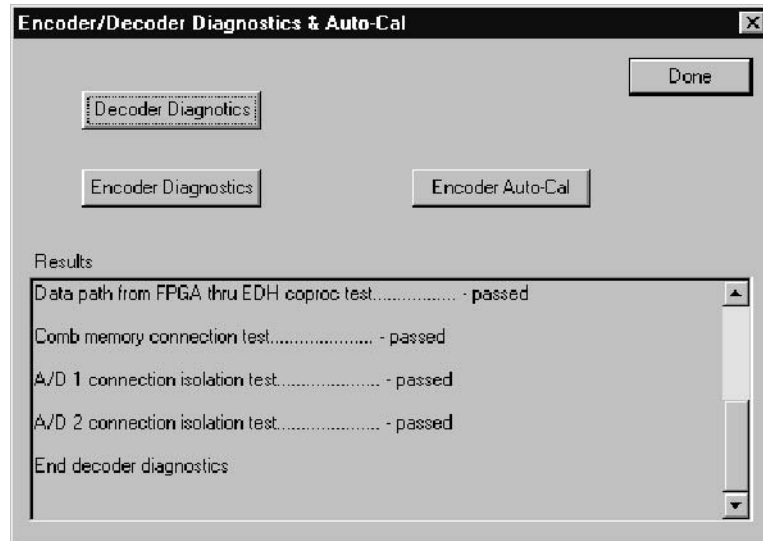 Encoder/Decoder Diagnostics & Auto-Cal
Done
Decoder Diagnotics
Encoder Diagnostics
Encoder Auto-Cal
Results
Data path from FPGA thru EDH coproc test................. - passed
Comb memory connection test..................... - passed
A/D 1 connection isolation test..................... - passed
A/D 2 connection isolation test..................... - passed
End decoder diagnostics